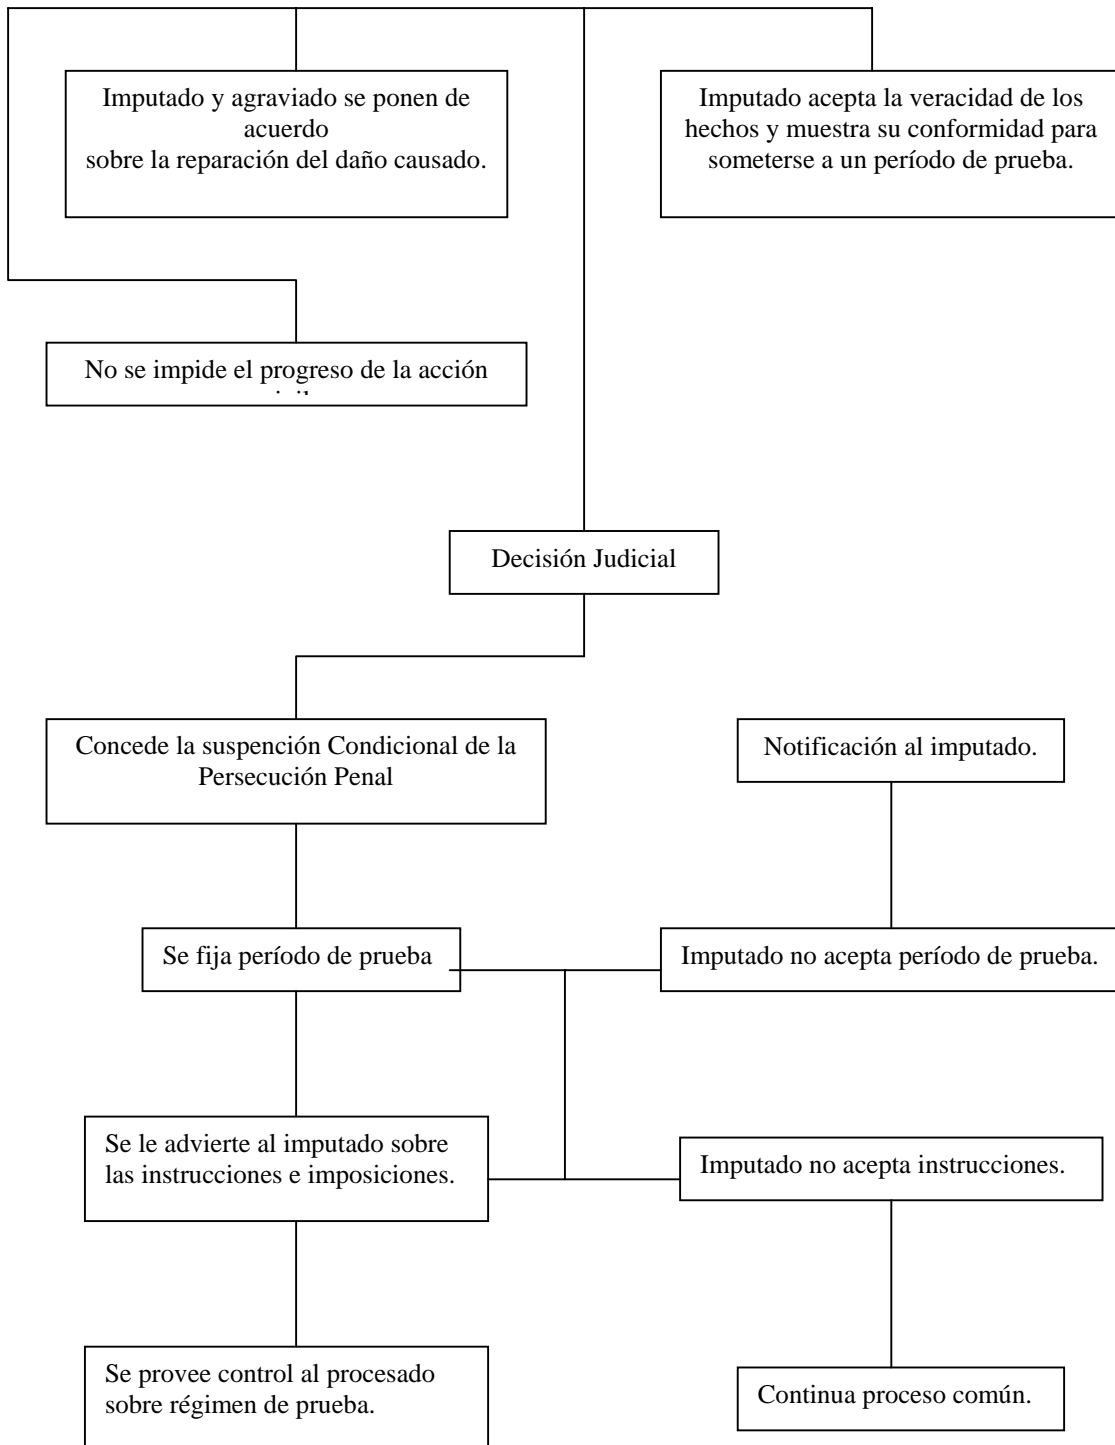 Imputado y agraviado se ponen de
acuerdo
sobre la reparación del daño causado.
Imputado acepta la veracidad de los
hechos y muestra su conformidad para
someterse a un período de prueba.
No se impide el progreso de la acción
Decisión Judicial
Concede la suspención Condicional de la
Persecución Penal
Notificación al imputado.
Se fija período de prueba
Imputado no acepta período de prueba.
Se le advierte al imputado sobre
las instrucciones e imposiciones.
Imputado no acepta instrucciones.
Se provee control al procesado
sobre régimen de prueba.
Continua proceso común.